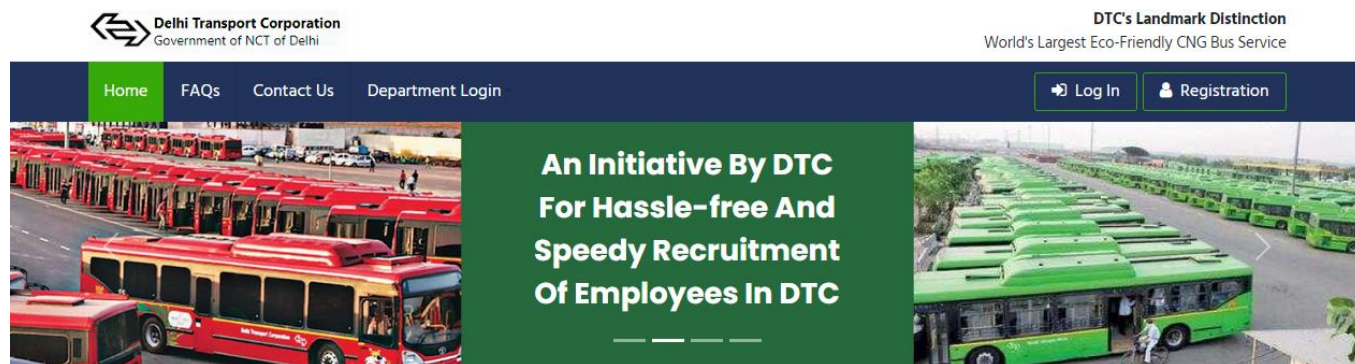 Delhi Transport Corporation
Government of NCT of Delhi
DTC's Landmark Distinction
World's Largest Eco-Friendly CNG Bus Service
Home FAQs Contact Us Department Login
Log In Registration
An Initiative By DTC
For Hassle-free And
Speedy Recruitment
Of Employees In DTC